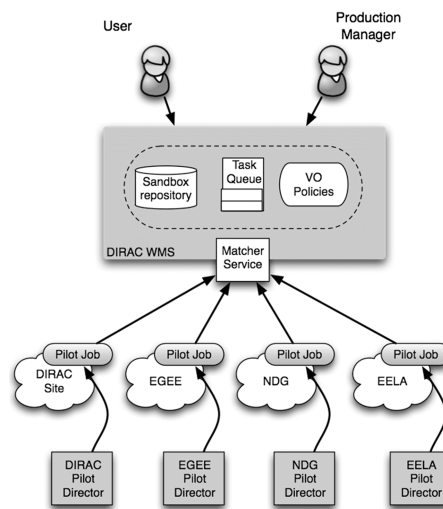 User
Production
Manager
Sandbox
repository
Task
Queue
VO
Policies
DIRAC WMS
Matcher
Service
Pilot Job
Pilot Job
Pilot Job
Pilot Job
DIRAC
Site
EGEE
NDG
EELA
DIRAC
Pilot
Director
EGEE
Pilot
Director
NDG
Pilot
Director
EELA
Pilot
Director